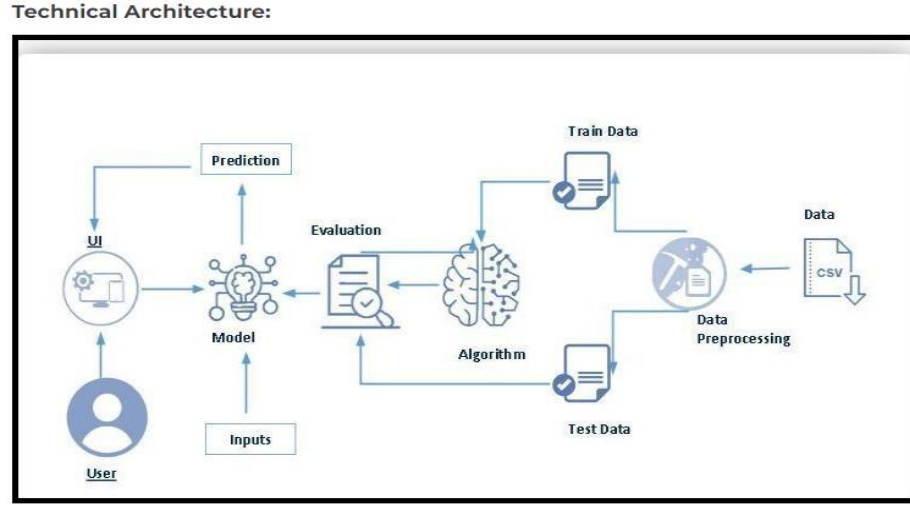 Technical Architecture:
Train Data
Prediction
Data
Evaluation
UI
CSV
Data
Preprocessing
Model
Algorithm
Inputs
Test Data
User